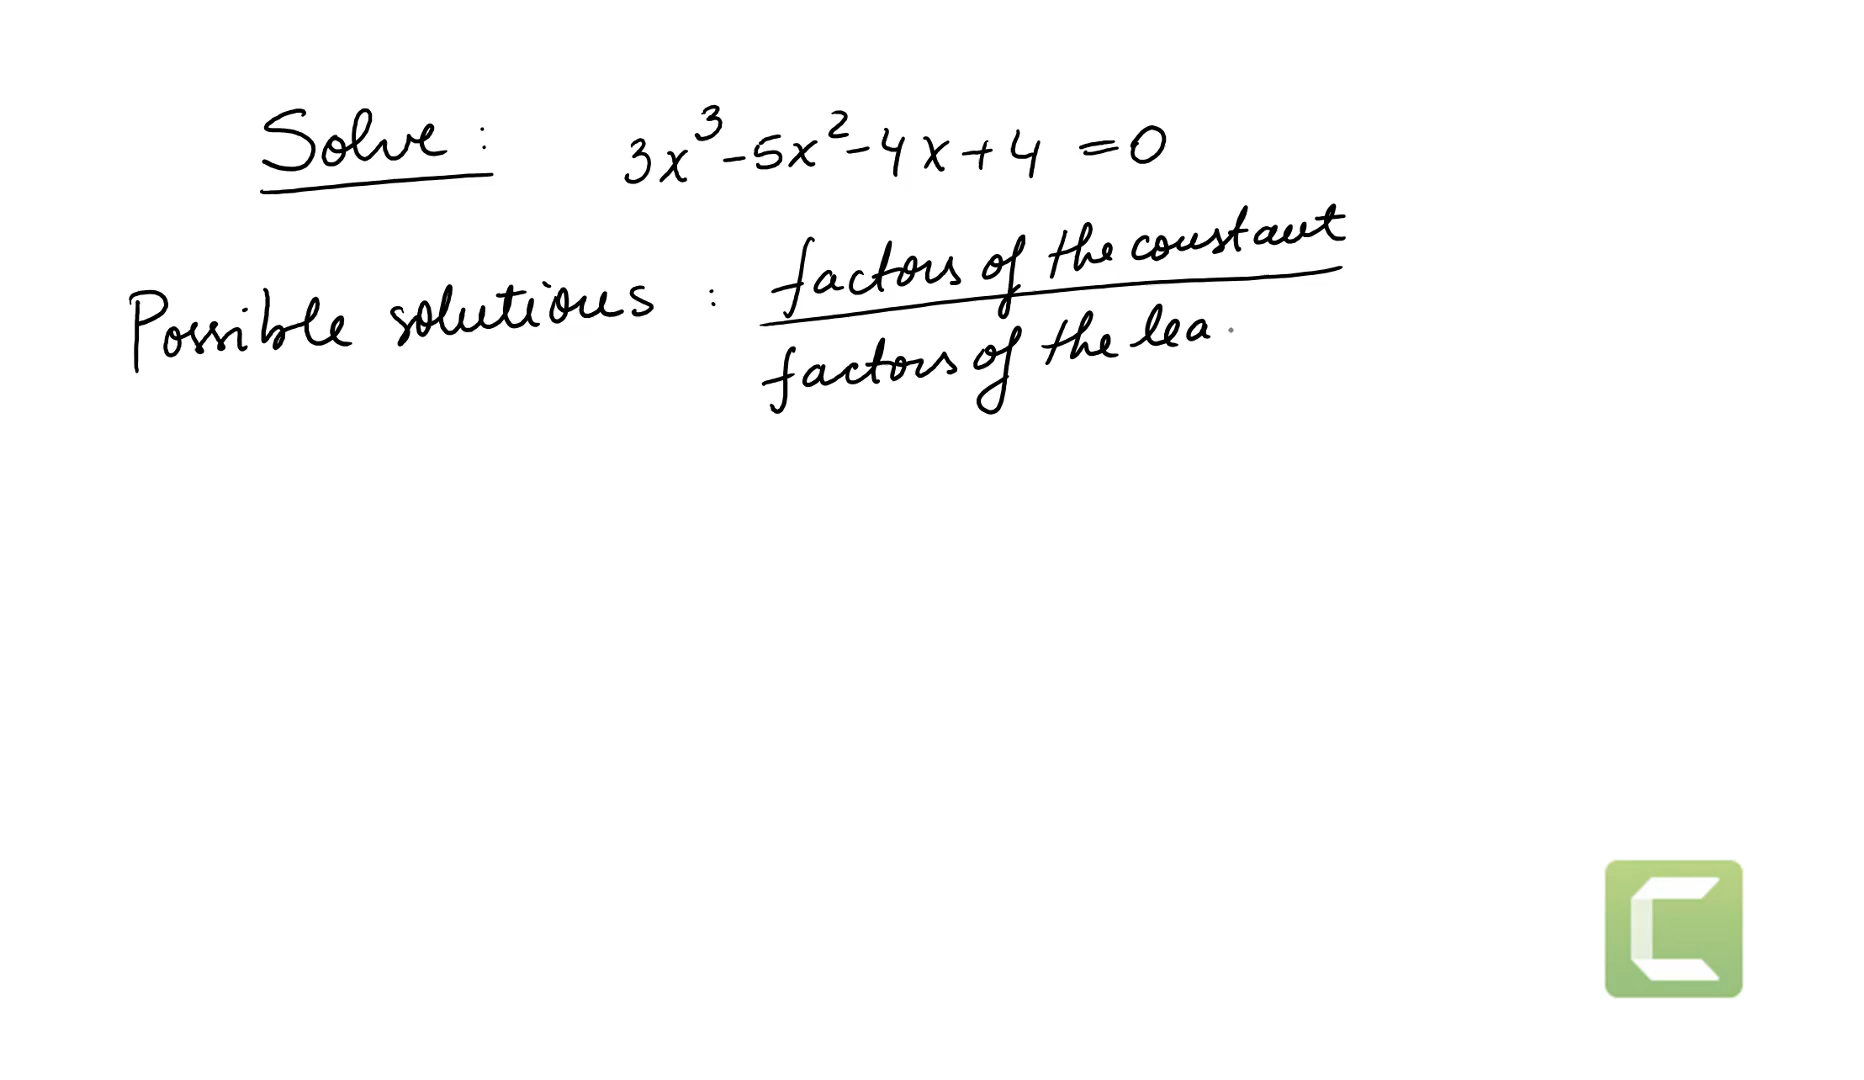 Solve: 3x³-5x²-4x+4 =0
Possible solutions: factors of the constant
factors of the lea